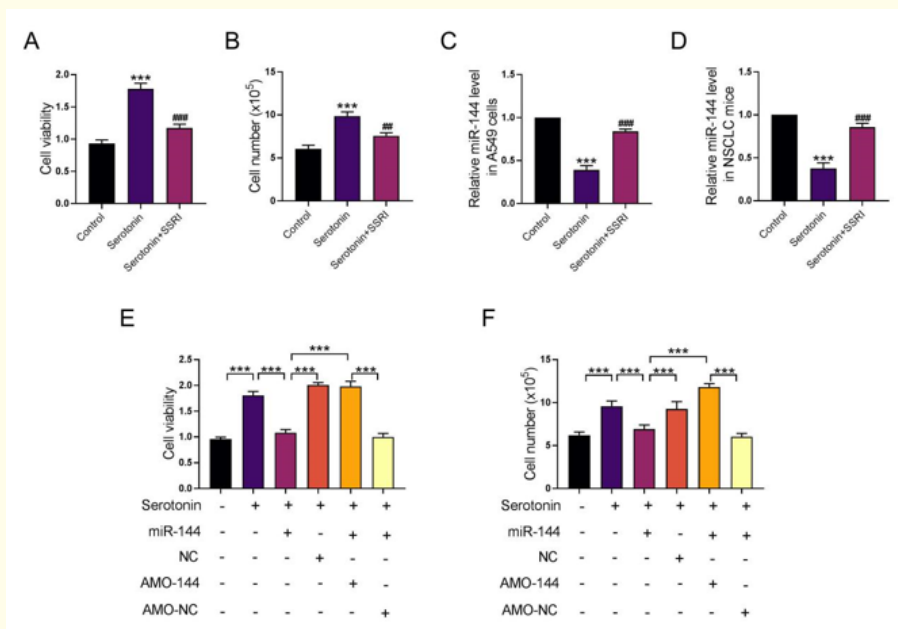 A
B
C
D
Cell viability
2.0
1.5
1.0
0.5
0.0
***
###
Control
Serotonin
Serotonin+SSRI
Cell number (x10⁵)
15
10
5
0
***
##
Control
Serotonin
Serotonin+SSRI
Relative miR-144 level
in A549 cells
1.5
1.0
0.5
0.0
***
###
Control
Serotonin
Serotonin+SSRI
Relative miR-144 level
in NSCLC mice
1.5
1.0
0.5
0.0
***
###
Control
Serotonin
Serotonin+SSRI
E
Cell viability
2.5
2.0
1.5
1.0
0.5
0.0
***
*** *** *** ***
Serotonin - + + + + +
miR-144 - - + - + +
NC - - - + - -
AMO-144 - - - - + -
AMO-NC - - - - - +
F
Cell number (x10⁵)
15
10
5
0
***
*** *** *** ***
Serotonin - + + + + +
miR-144 - - + - + +
NC - - - + - -
AMO-144 - - - - + -
AMO-NC - - - - - +